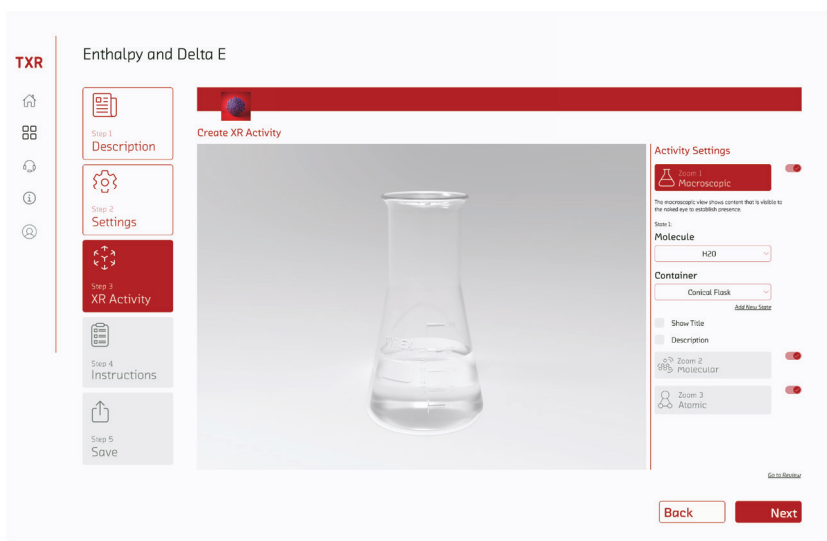 Enthalpy and Delta E
TXR
Step 1
Description
Step 2
Settings
Step 3
XR Activity
Step 4
Instructions
Step 5
Save
Create XR Activity
Activity Settings
Zoom 1
Macroscopic
The macroscopic view shows content that is visible to
the naked eye to establish presence.
State 1:
Molecule
H20
Container
Conical Flask
Add New State
Show Title
Description
Zoom 2
Molecular
Zoom 3
Atomic
Go to Review
Back
Next